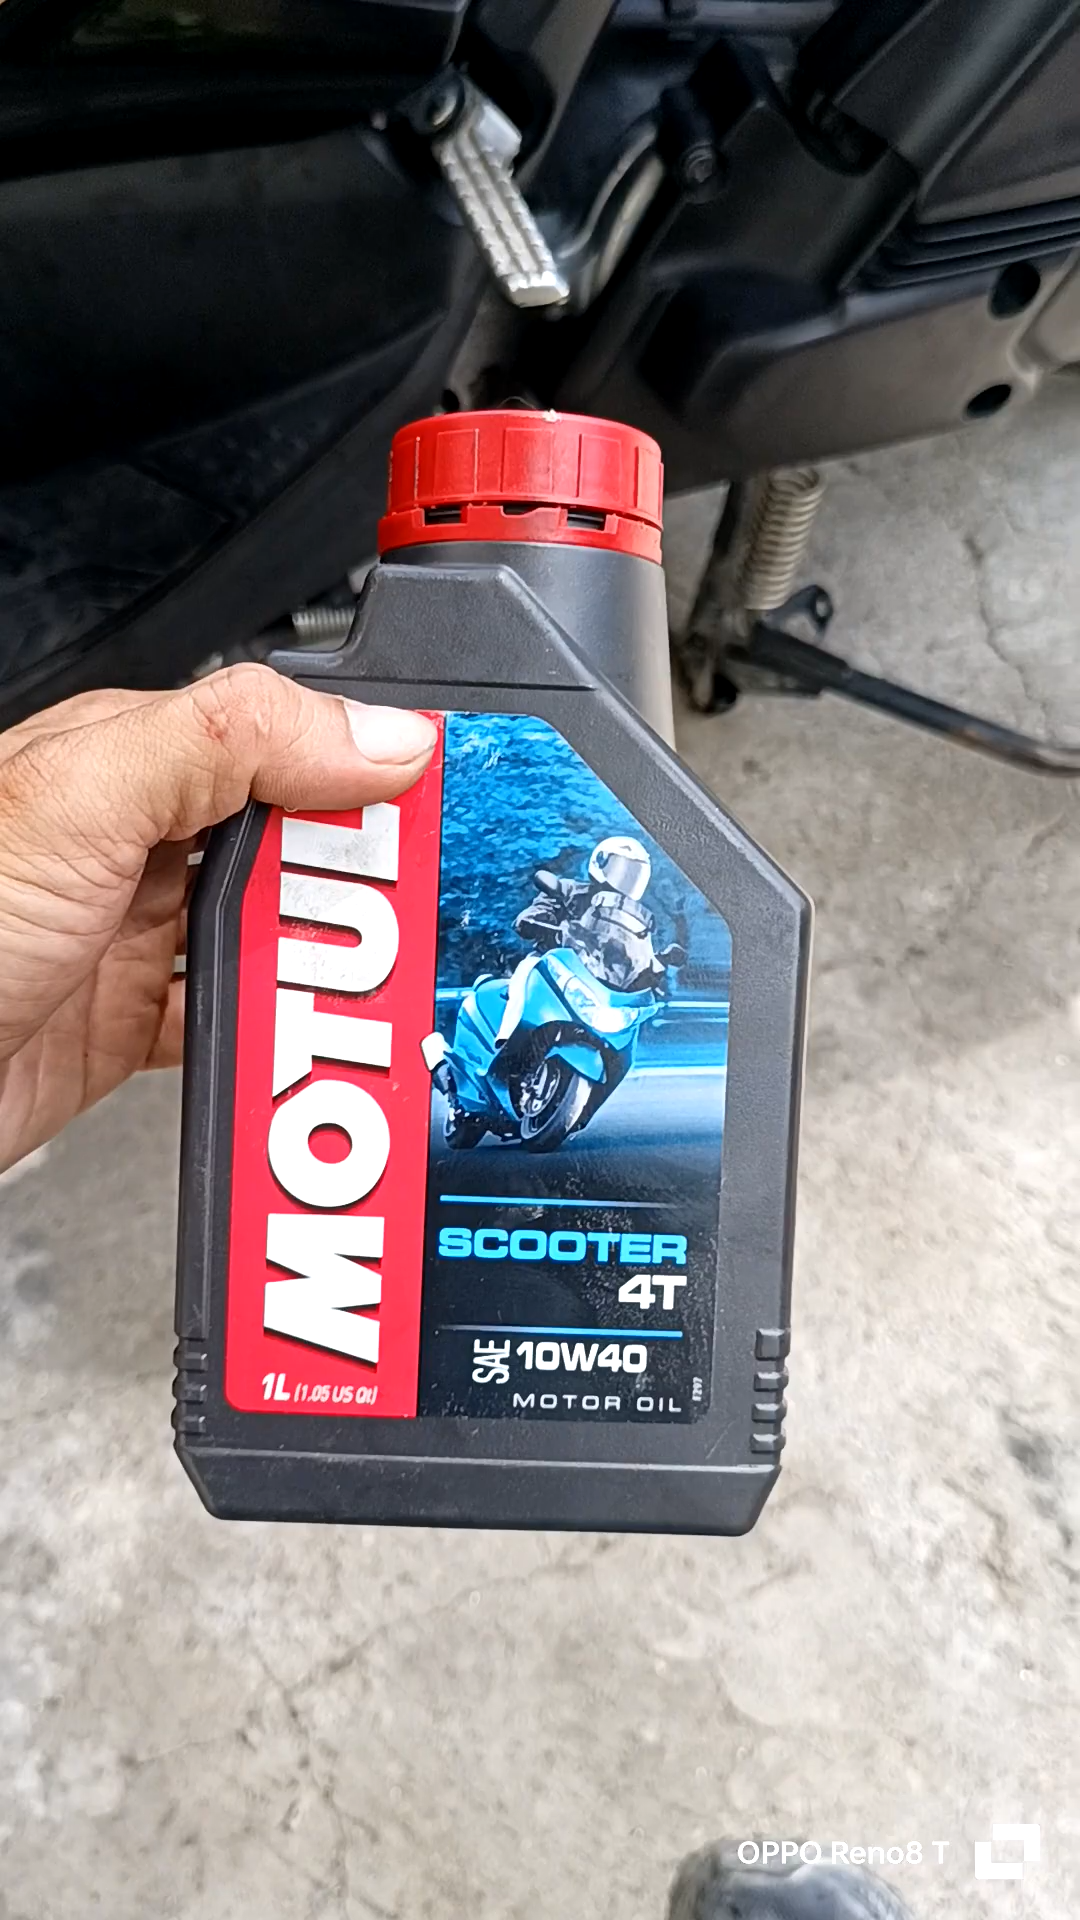 MOTUL
SCOOTER
4T
SAE 10W40
MOTOR OIL
1L (1.05 US Qt)
OPPO Reno8 T